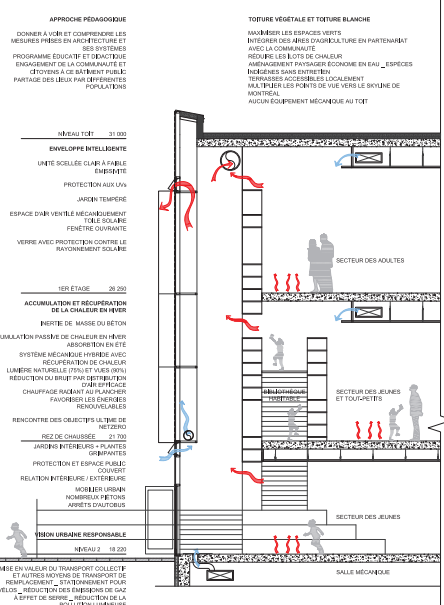 APPROCHE PÉDAGOGIQUE
DONNER À VOIR ET COMPRENDRE LES
MESURES PRISES EN ARCHITECTURE ET
SES SYSTÈMES
PROGRAMME ÉDUCATIF ET DIDACTIQUE
ENGAGEMENT DE LA COMMUNAUTÉ ET
CITOYENS À CE BÂTIMENT PUBLIC
PARTAGE DES LIEUX PAR DIFFÉRENTES
POPULATIONS
TOITURE VÉGÉTALE ET TOITURE BLANCHE
MAXIMISER LES ESPACES VERTS
INTÉGRER DES AIRES D'AGRICULTURE EN PARTENARIAT
AVEC LA COMMUNAUTÉ
RÉDUIRE LES ÎLOTS DE CHALEUR
AMÉNAGEMENT PAYSAGER ÉCONOME EN EAU _ ESPÈCES
INDIGÈNES SANS ENTRETIEN
TERRASSES ACCESSIBLES LOCALEMENT
MULTIPLIER LES POINTS DE VUE VERS LE SKYLINE DE
MONTRÉAL
AUCUN ÉQUIPEMENT MÉCANIQUE AU TOIT
NIVEAU TOIT 31 000
ENVELOPPE INTELLIGENTE
UNITÉ SCELLÉE CLAIR À FAIBLE
ÉMISSIVITÉ
PROTECTION AUX UVs
JARDIN TEMPÉRÉ
ESPACE D'AIR VENTILÉ MÉCANIQUEMENT
TOILE SOLAIRE
FENÊTRE OUVRANTE
VERRE AVEC PROTECTION CONTRE LE
RAYONNEMENT SOLAIRE
1ER ÉTAGE 26 250
ACCUMULATION ET RÉCUPÉRATION
DE LA CHALEUR EN HIVER
INERTIE DE MASSE DU BÉTON
UMULATION PASSIVE DE CHALEUR EN HIVER
ABSORBTION EN ÉTÉ
SYSTÈME MÉCANIQUE HYBRIDE AVEC
RÉCUPÉRATION DE CHALEUR
LUMIÈRE NATURELLE (75%) ET VUES (90%)
RÉDUCTION DU BRUIT PAR DISTRIBUTION
D'AIR EFFICACE
CHAUFFAGE RADIANT AU PLANCHER
FAVORISER LES ÉNERGIES
RENOUVELABLES
RENCONTRE DES OBJECTIFS ULTIME DE
NETZERO
REZ DE CHAUSSÉE 21 700
JARDINS INTÉRIEURS + PLANTES
GRIMPANTES
PROTECTION ET ESPACE PUBLIC
COUVERT
RELATION INTÉRIEURE / EXTÉRIEURE
MOBILIER URBAIN
NOMBREUX PIÉTONS
ARRÊTS D'AUTOBUS
VISION URBAINE RESPONSABLE
NIVEAU 2 18 220
MISE EN VALEUR DU TRANSPORT COLLECTIF
ET AUTRES MOYENS DE TRANSPORT DE
REMPLACEMENT _ STATIONNEMENT POUR
VÉLOS _ RÉDUCTION DES ÉMISSIONS DE GAZ
À EFFET DE SERRE _ RÉDUCTION DE LA
POLLUTION LUMINEUSE
SECTEUR DES ADULTES
BIBLIOTHÈQUE
HABITABLE
SECTEUR DES JEUNES
ET TOUT-PETITS
SECTEUR DES JEUNES
SALLE MÉCANIQUE